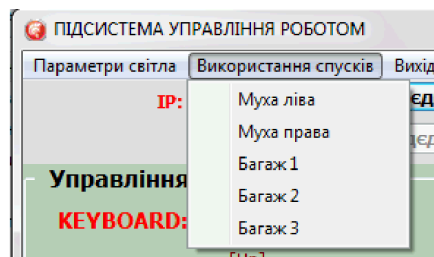 ПІДСИСТЕМА УПРАВЛІННЯ РОБОТОМ
Параметри світла Використання спусків Вихід
IP:
Муха ліва
Муха права
Багаж 1
Багаж 2
Багаж 3
Управління
KEYBOARD: